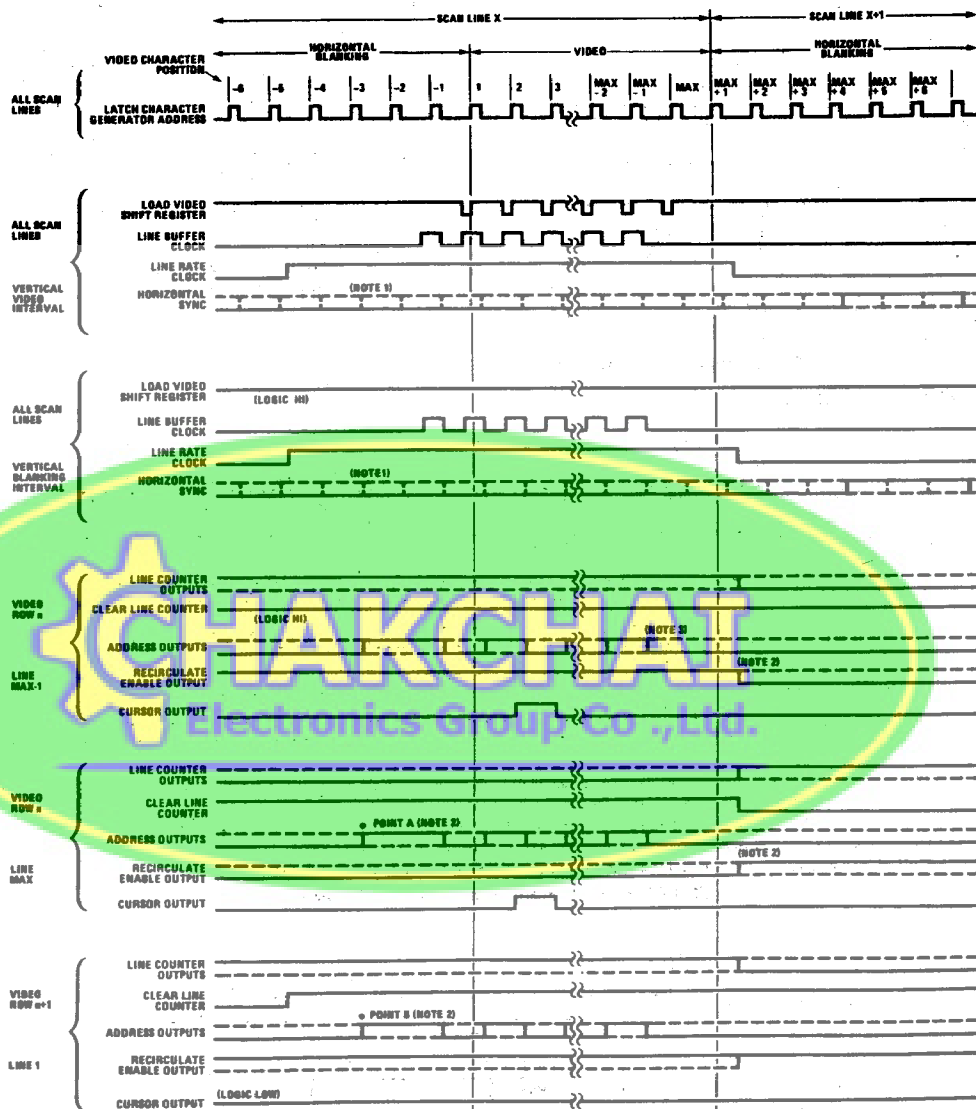 SCAN LINE X
SCAN LINE X+1
HORIZONTAL
BLANKING
VIDEO
HORIZONTAL
BLANKING
VIDEO CHARACTER
POSITION
-6 -5 -4 -3 -2 -1 1 2 3 MAX -2 MAX -1 MAX MAX +1 MAX +2 MAX +3 MAX +4 MAX +5 MAX +6
ALL SCAN
LINES
LATCH CHARACTER
GENERATOR ADDRESS
ALL SCAN
LINES
LOAD VIDEO
SHIFT REGISTER
LINE BUFFER
CLOCK
LINE RATE
CLOCK
VERTICAL
VIDEO
INTERVAL
(NOTE 1)
HORIZONTAL
SYNC
ALL SCAN
LINES
LOAD VIDEO
SHIFT REGISTER
(LOGIC HI)
LINE BUFFER
CLOCK
LINE RATE
CLOCK
VERTICAL
BLANKING
INTERVAL
(NOTE 1)
HORIZONTAL
SYNC
VIDEO
ROW n
LINE COUNTER
OUTPUTS
CLEAR LINE COUNTER
(LOGIC HI)
ADDRESS OUTPUTS
(NOTE 3)
LINE
MAX-1
RECIRCULATE
ENABLE OUTPUT
(NOTE 2)
CURSOR OUTPUT
CHAKCHAI
Electronics Group Co .,Ltd.
VIDEO
ROW n
LINE COUNTER
OUTPUTS
CLEAR LINE
COUNTER
POINT A (NOTE 2)
ADDRESS OUTPUTS
LINE
MAX
RECIRCULATE
ENABLE OUTPUT
(NOTE 2)
CURSOR OUTPUT
VIDEO
ROW n+1
LINE COUNTER
OUTPUTS
CLEAR LINE
COUNTER
POINT B (NOTE 2)
ADDRESS OUTPUTS
LINE 1
RECIRCULATE
ENABLE OUTPUT
(LOGIC LOW)
CURSOR OUTPUT